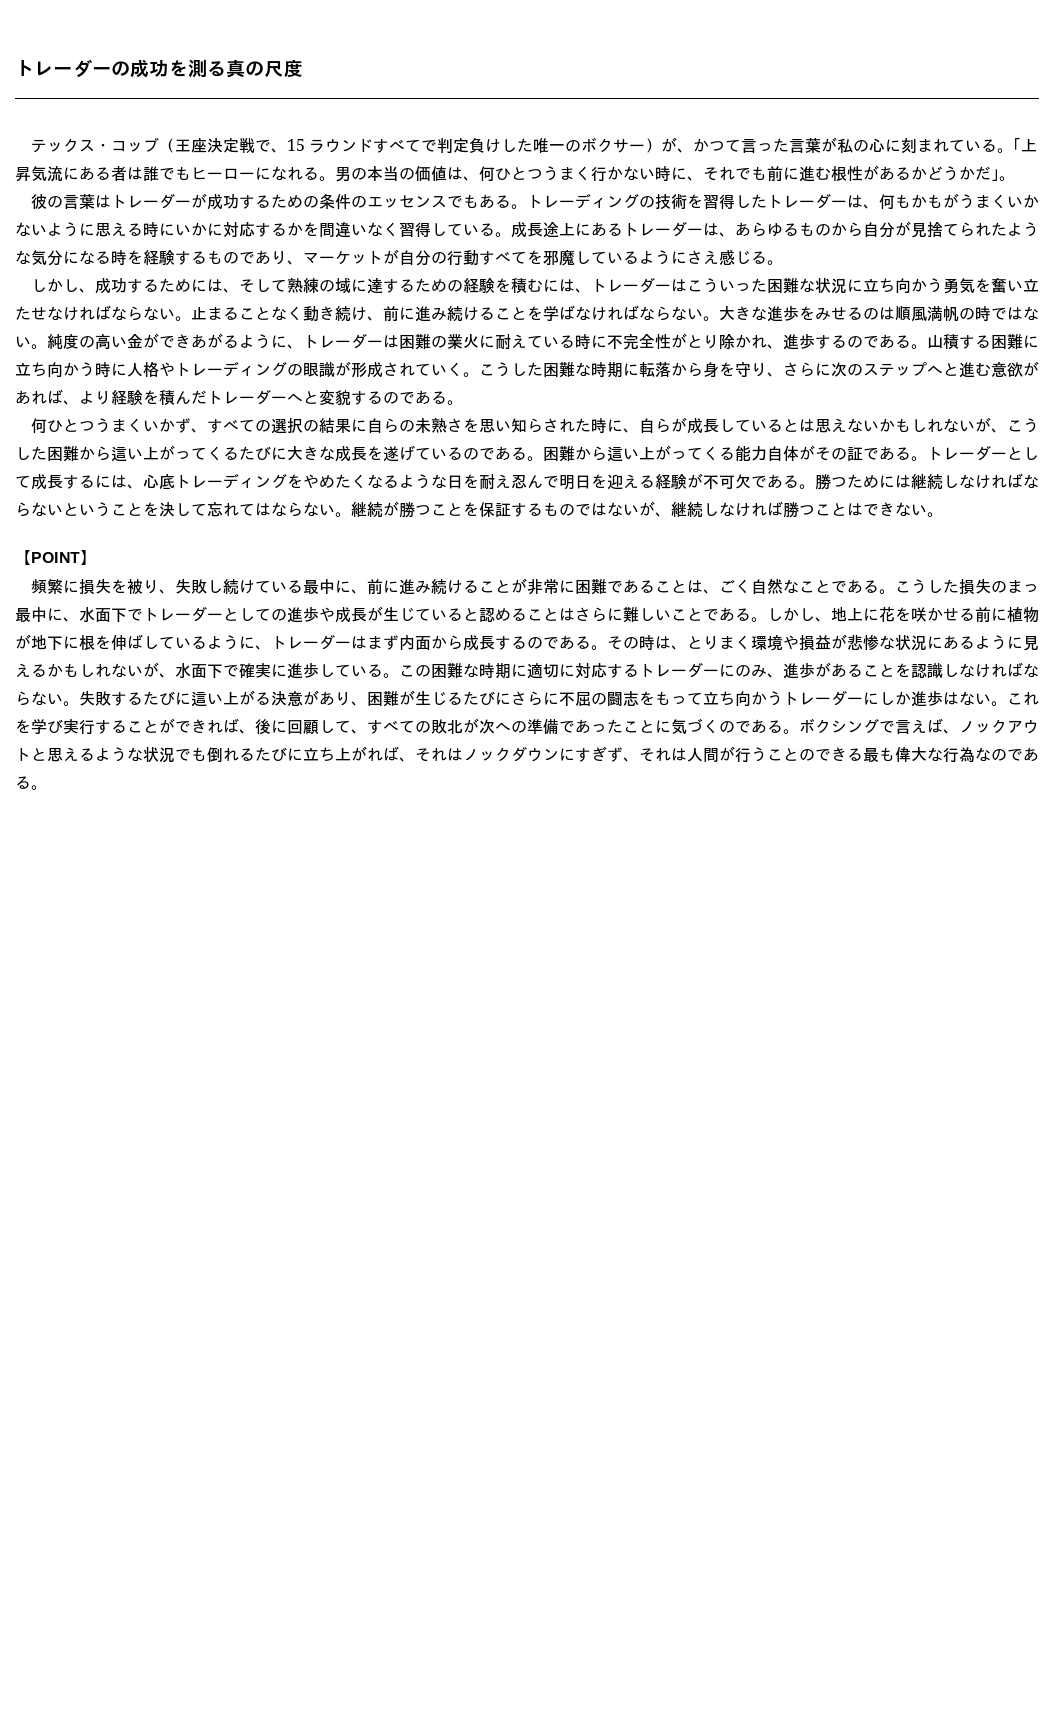 トレーダーの成功を測る真の尺度
　テックス・コッブ（王座決定戦で、15 ラウンドすべてで判定負けした唯一のボクサー）が、かつて言った言葉が私の心に刻まれている。「上
昇気流にある者は誰でもヒーローになれる。男の本当の価値は、何ひとつうまく行かない時に、それでも前に進む根性があるかどうかだ」。
　彼の言葉はトレーダーが成功するための条件のエッセンスでもある。トレーディングの技術を習得したトレーダーは、何もかもがうまくいか
ないように思える時にいかに対応するかを間違いなく習得している。成長途上にあるトレーダーは、あらゆるものから自分が見捨てられたよう
な気分になる時を経験するものであり、マーケットが自分の行動すべてを邪魔しているようにさえ感じる。
　しかし、成功するためには、そして熟練の域に達するための経験を積むには、トレーダーはこういった困難な状況に立ち向かう勇気を奮い立
たせなければならない。止まることなく動き続け、前に進み続けることを学ばなければならない。大きな進歩をみせるのは順風満帆の時ではな
い。純度の高い金ができあがるように、トレーダーは困難の業火に耐えている時に不完全性がとり除かれ、進歩するのである。山積する困難に
立ち向かう時に人格やトレーディングの眼識が形成されていく。こうした困難な時期に転落から身を守り、さらに次のステップへと進む意欲が
あれば、より経験を積んだトレーダーへと変貌するのである。
　何ひとつうまくいかず、すべての選択の結果に自らの未熟さを思い知らされた時に、自らが成長しているとは思えないかもしれないが、こう
した困難から這い上がってくるたびに大きな成長を遂げているのである。困難から這い上がってくる能力自体がその証である。トレーダーとし
て成長するには、心底トレーディングをやめたくなるような日を耐え忍んで明日を迎える経験が不可欠である。勝つためには継続しなければな
らないということを決して忘れてはならない。継続が勝つことを保証するものではないが、継続しなければ勝つことはできない。
【POINT】
　頻繁に損失を被り、失敗し続けている最中に、前に進み続けることが非常に困難であることは、ごく自然なことである。こうした損失のまっ
最中に、水面下でトレーダーとしての進歩や成長が生じていると認めることはさらに難しいことである。しかし、地上に花を咲かせる前に植物
が地下に根を伸ばしているように、トレーダーはまず内面から成長するのである。その時は、とりまく環境や損益が悲惨な状況にあるように見
えるかもしれないが、水面下で確実に進歩している。この困難な時期に適切に対応するトレーダーにのみ、進歩があることを認識しなければな
らない。失敗するたびに這い上がる決意があり、困難が生じるたびにさらに不屈の闘志をもって立ち向かうトレーダーにしか進歩はない。これ
を学び実行することができれば、後に回顧して、すべての敗北が次への準備であったことに気づくのである。ボクシングで言えば、ノックアウ
トと思えるような状況でも倒れるたびに立ち上がれば、それはノックダウンにすぎず、それは人間が行うことのできる最も偉大な行為なのであ
る。